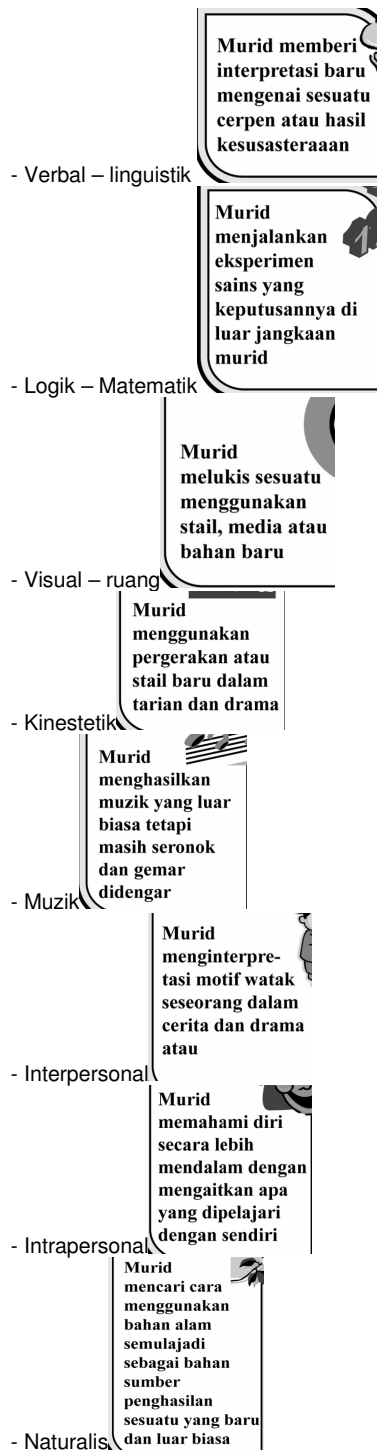 Murid memberi
interpretasi baru
mengenai sesuatu
cerpen atau hasil
kesusasteraaan
- Verbal – linguistik
Murid
menjalankan
eksperimen
sains yang
keputusannya di
luar jangkaan
murid
- Logik – Matematik
Murid
melukis sesuatu
menggunakan
stail, media atau
bahan baru
- Visual – ruang
Murid
menggunakan
pergerakan atau
stail baru dalam
tarian dan drama
- Kinestetik
Murid
menghasilkan
muzik yang luar
biasa tetapi
masih seronok
dan gemar
didengar
- Muzik
Murid
menginterpre-
tasi motif watak
seseorang dalam
cerita dan drama
atau
- Interpersonal
Murid
memahami diri
secara lebih
mendalam dengan
mengaitkan apa
yang dipelajari
dengan sendiri
- Intrapersonal
Murid
mencari cara
menggunakan
bahan alam
semulajadi
sebagai bahan
sumber
penghasilan
sesuatu yang baru
dan luar biasa
- Naturalis